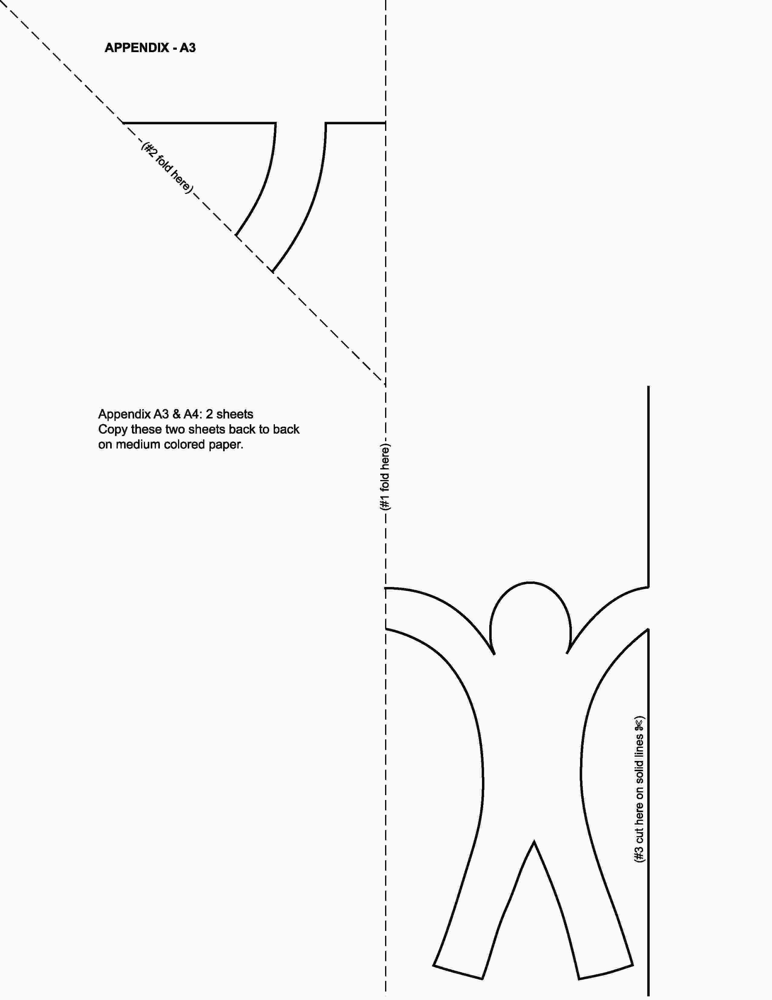 APPENDIX - A3
(#2 fold here)
Appendix A3 & A4: 2 sheets
Copy these two sheets back to back
on medium colored paper.
(#1 fold here)
(#3 cut here on solid lines ✂)